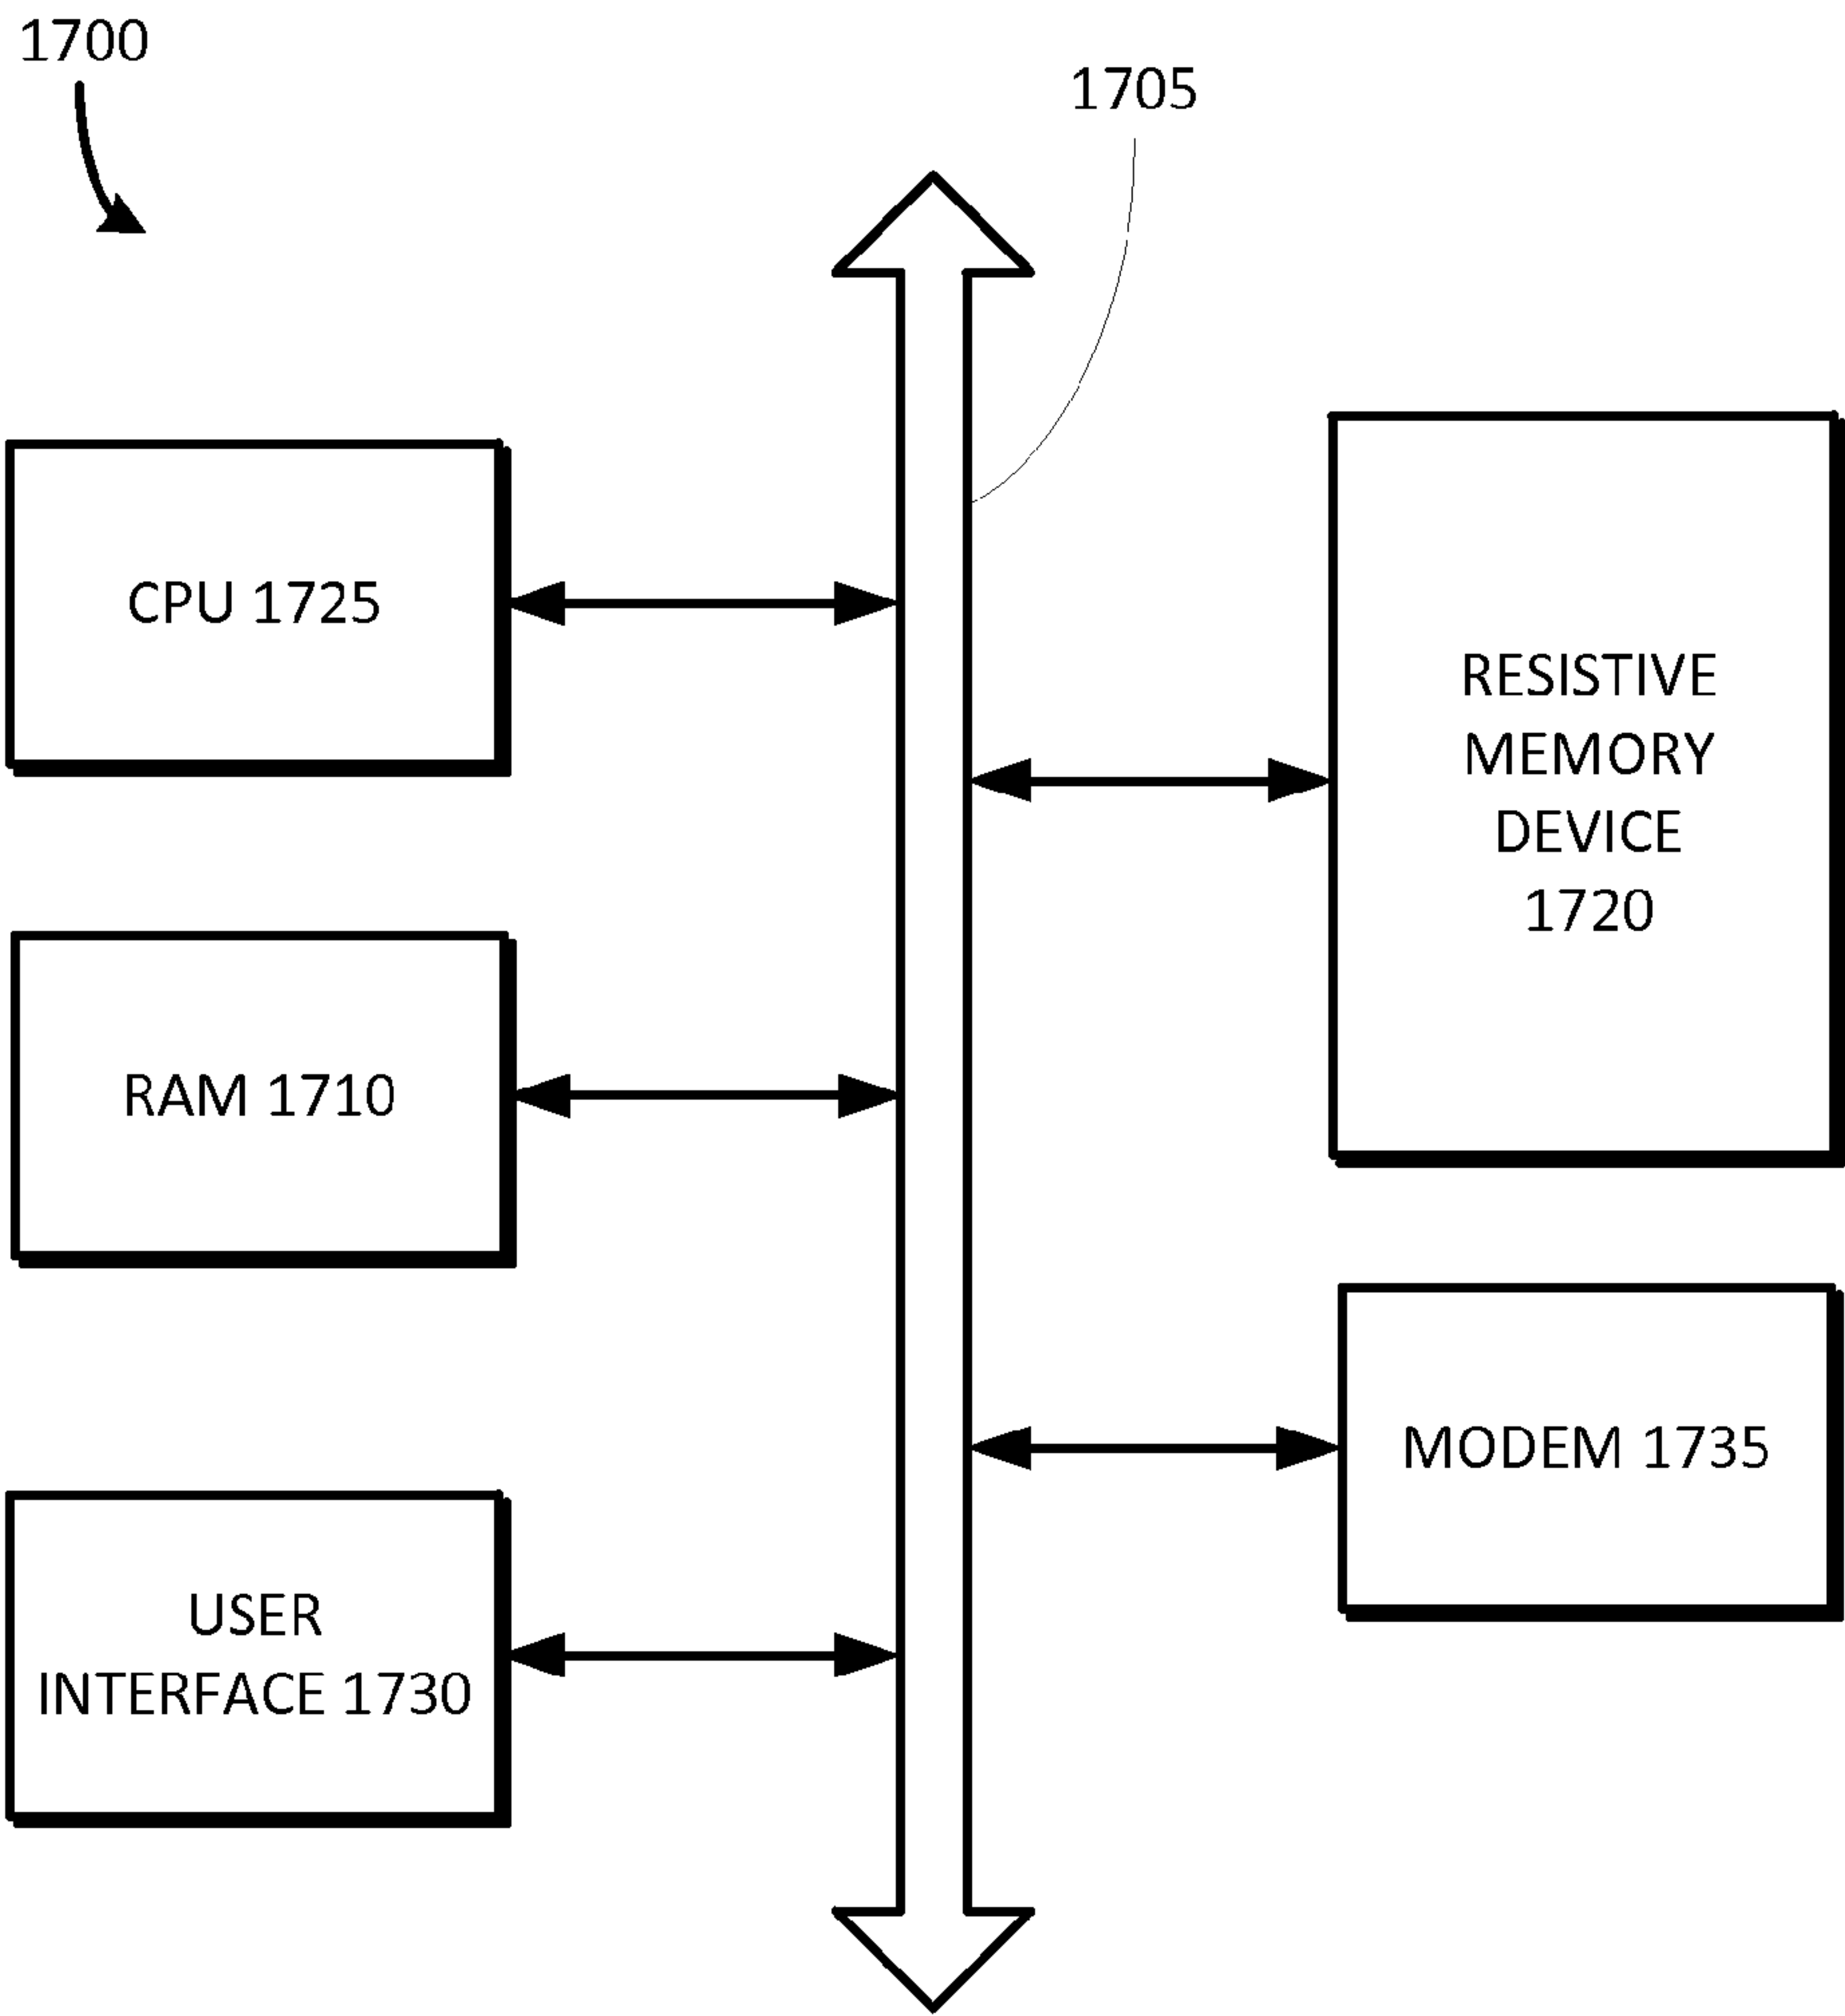 1700
1705
CPU 1725
RESISTIVE
MEMORY
DEVICE
1720
RAM 1710
MODEM 1735
USER
INTERFACE 1730